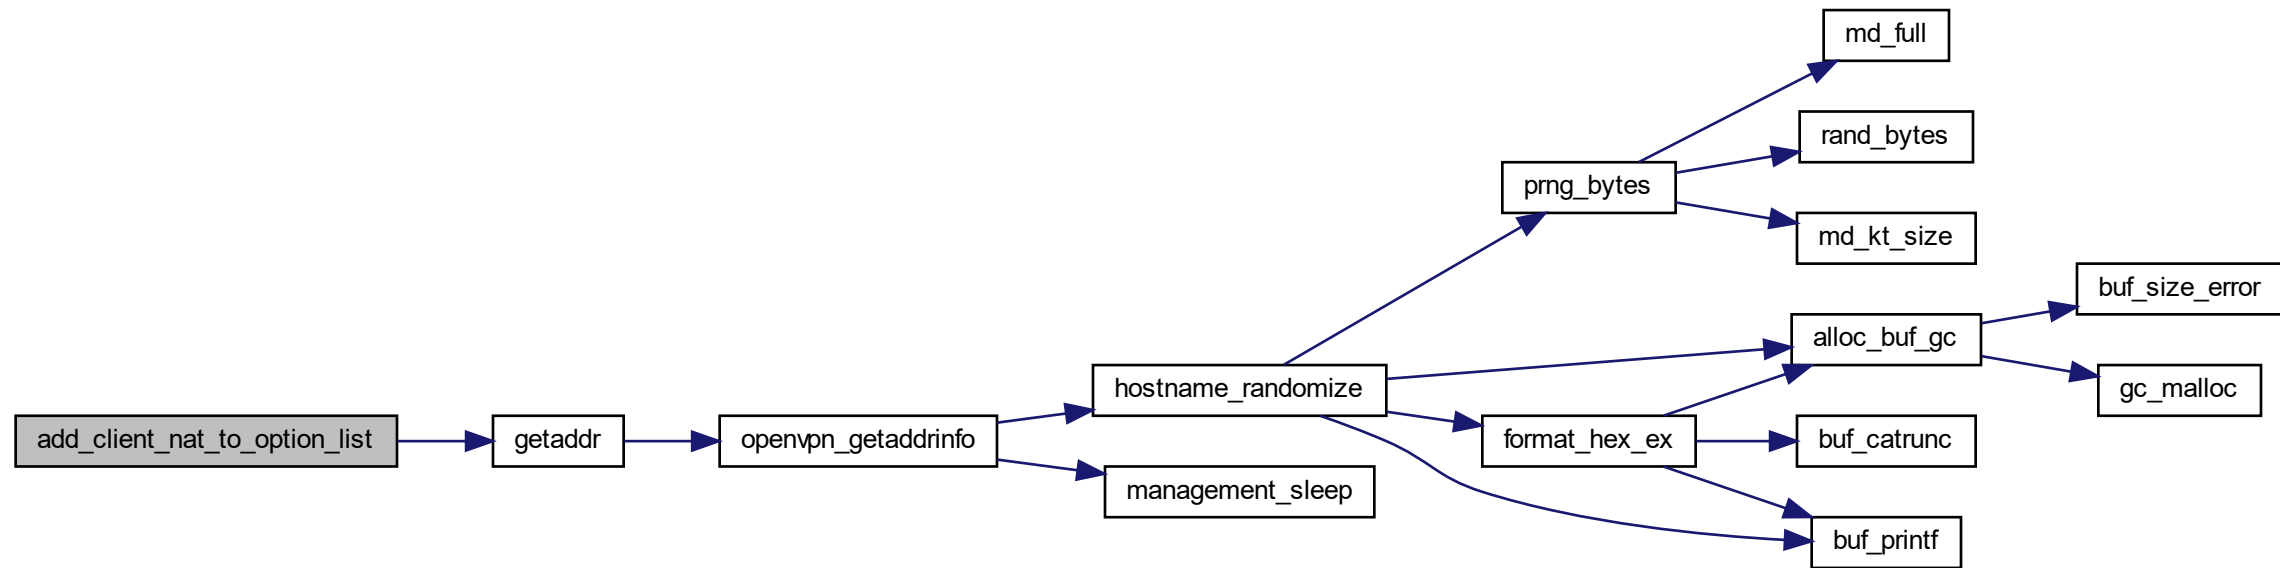 md_full
rand_bytes
prng_bytes
md_kt_size
buf_size_error
alloc_buf_gc
hostname_randomize
gc_malloc
add_client_nat_to_option_list
getaddr
openvpn_getaddrinfo
format_hex_ex
buf_catrunc
management_sleep
buf_printf